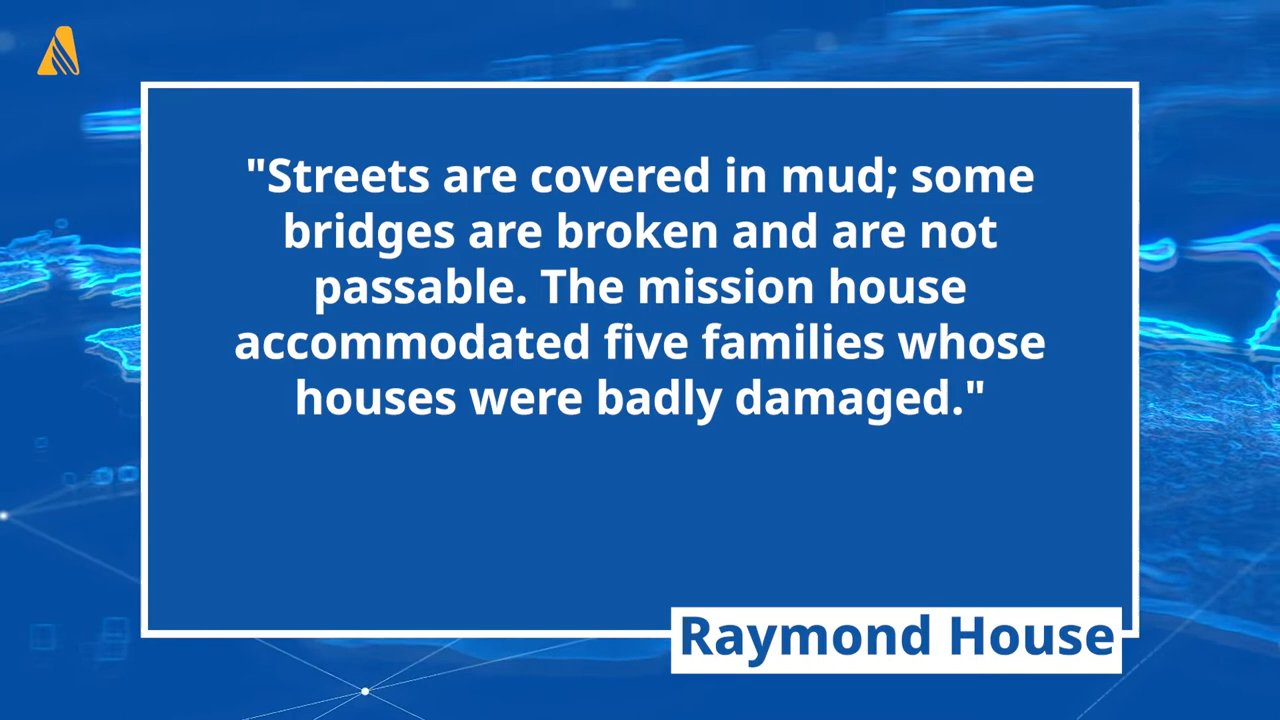 "Streets are covered in mud; some
bridges are broken and are not
passable. The mission house
accommodated five families whose
houses were badly damaged."
Raymond House